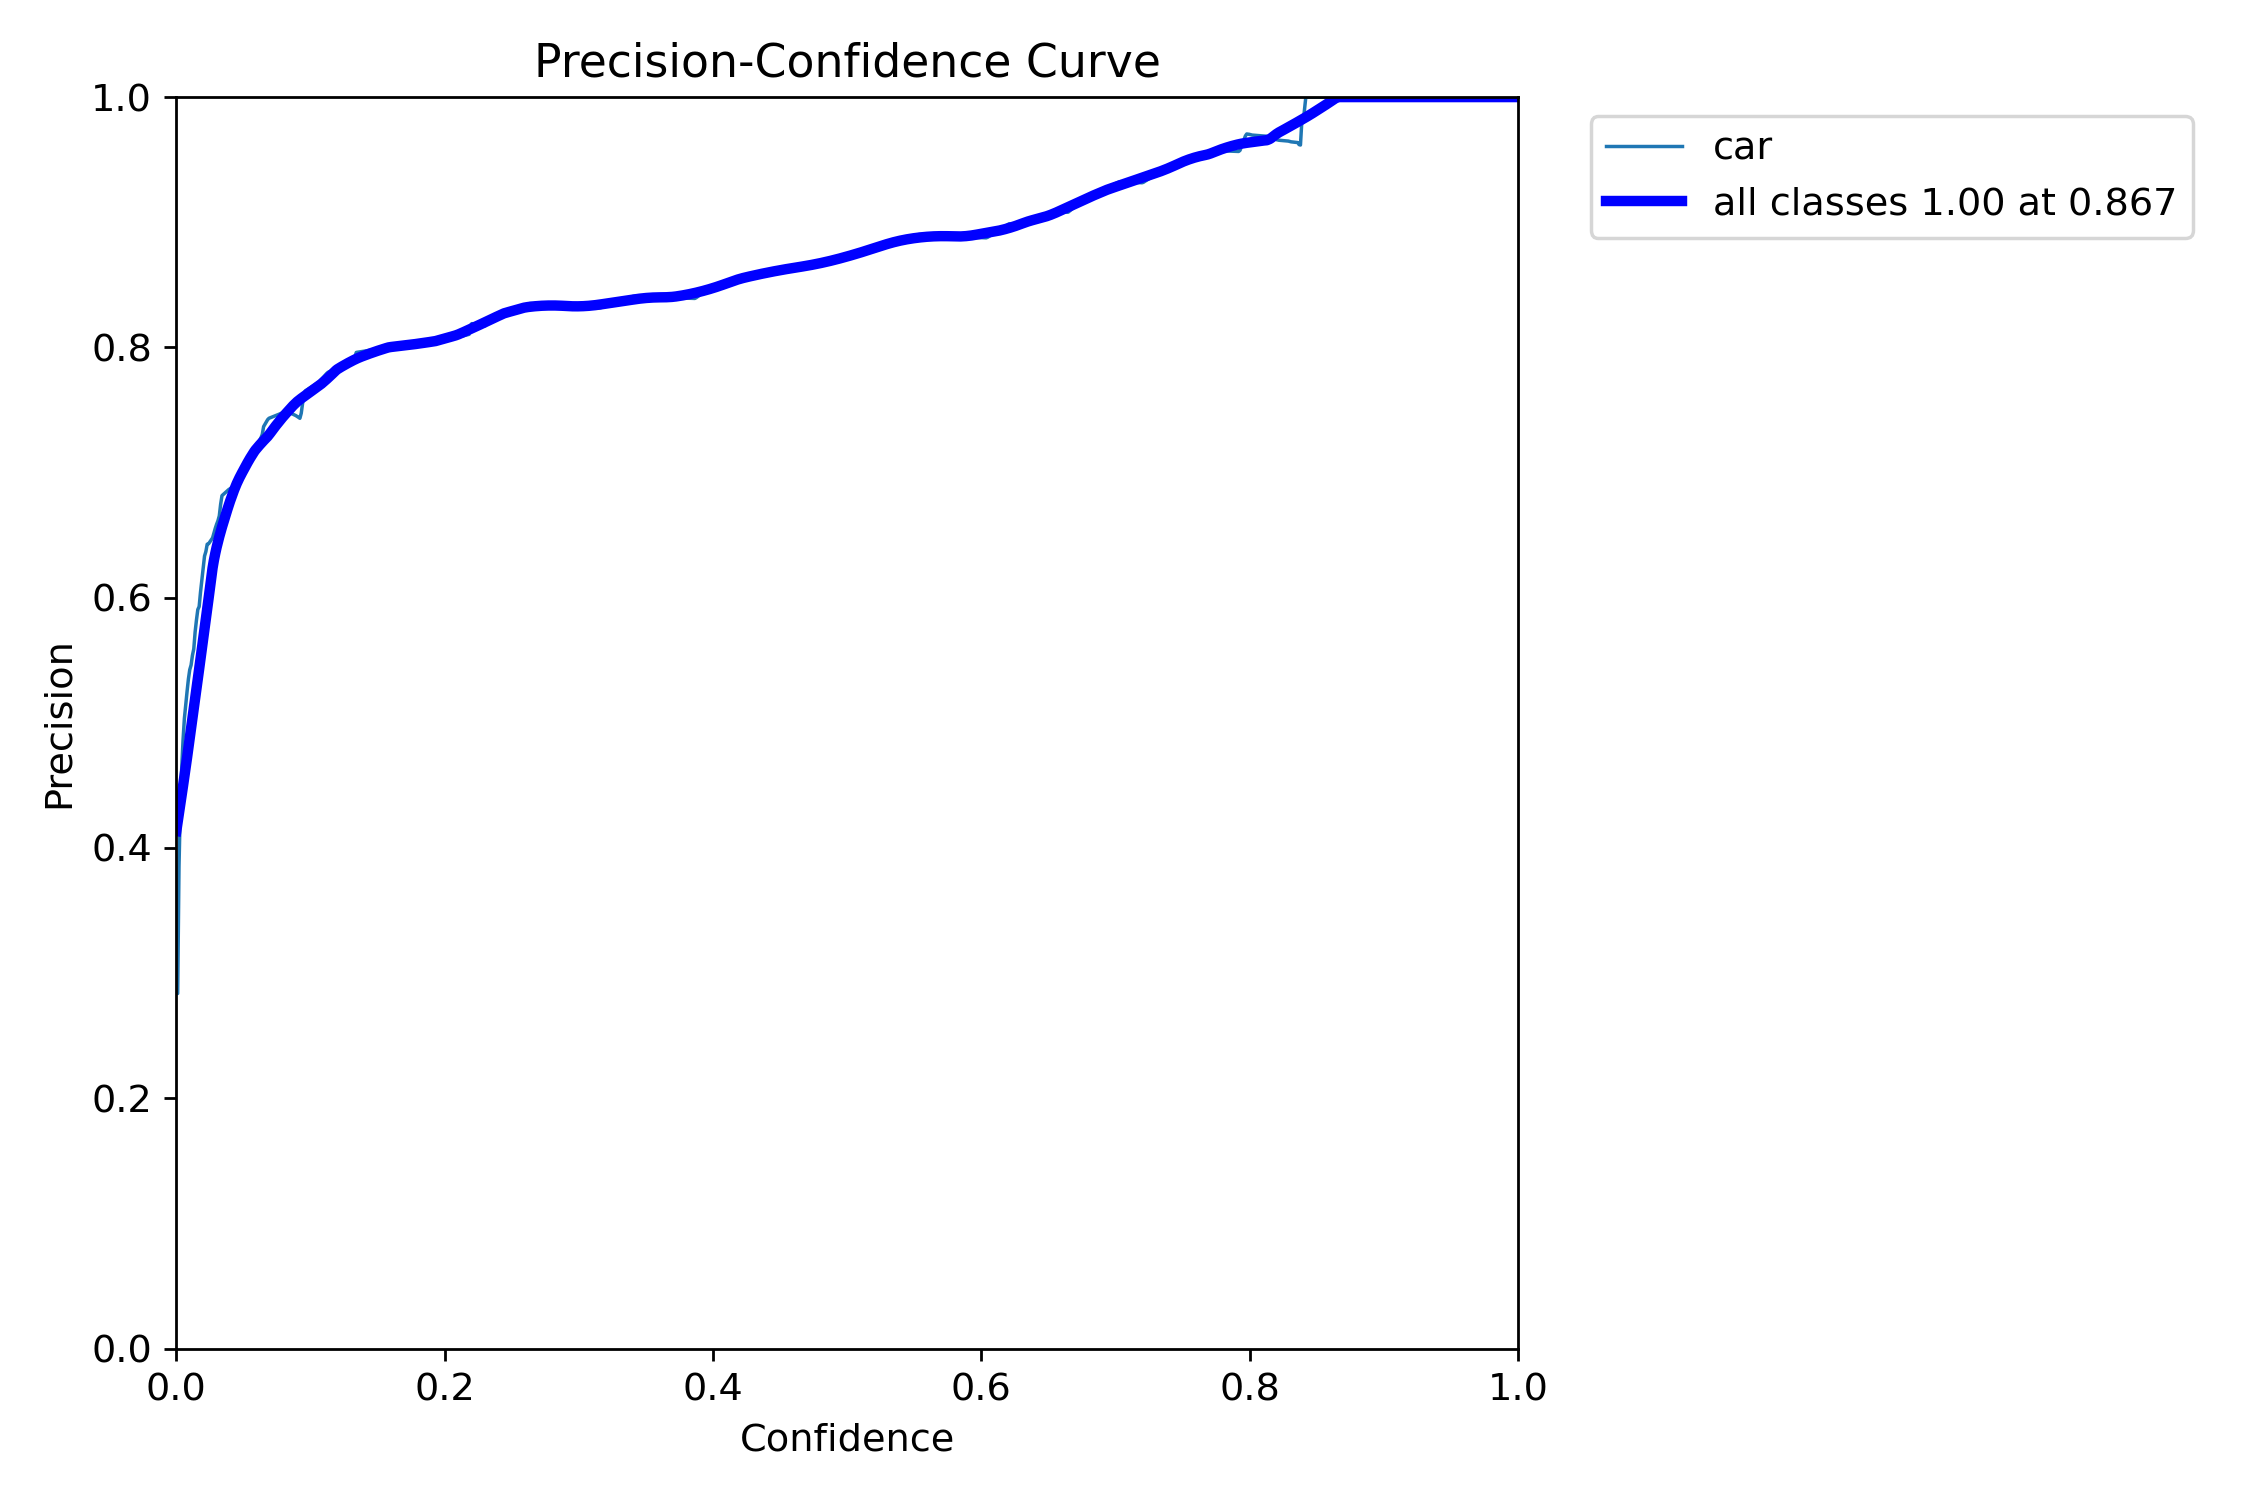 Precision-Confidence Curve
1.0
0.8
0.6
0.4
0.2
0.0
Precision
0.0 0.2 0.4 0.6 0.8 1.0
Confidence
car
all classes 1.00 at 0.867